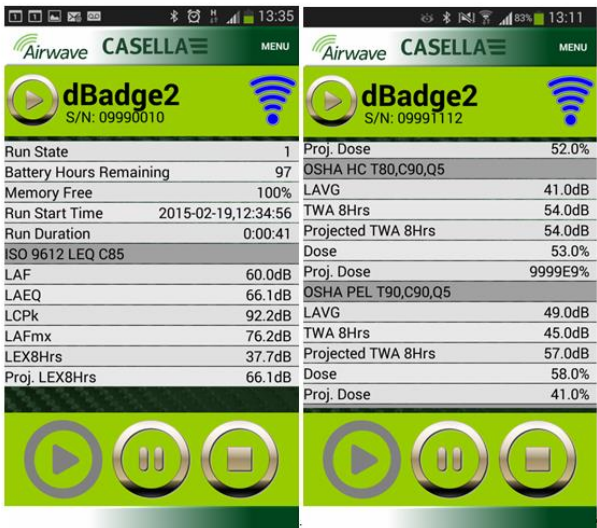 13:35
Airwave CASELLA MENU
dBadge2
S/N: 09990010
Run State 1
Battery Hours Remaining 97
Memory Free 100%
Run Start Time 2015-02-19,12:34:56
Run Duration 0:00:41
ISO 9612 LEQ C85
LAF 60.0dB
LAEQ 66.1dB
LCPk 92.2dB
LAFmx 76.2dB
LEX8Hrs 37.7dB
Proj. LEX8Hrs 66.1dB
83% 13:11
Airwave CASELLA MENU
dBadge2
S/N: 09991112
Proj. Dose 52.0%
OSHA HC T80,C90,Q5
LAVG 41.0dB
TWA 8Hrs 54.0dB
Projected TWA 8Hrs 54.0dB
Dose 53.0%
Proj. Dose 9999E9%
OSHA PEL T90,C90,Q5
LAVG 49.0dB
TWA 8Hrs 45.0dB
Projected TWA 8Hrs 57.0dB
Dose 58.0%
Proj. Dose 41.0%